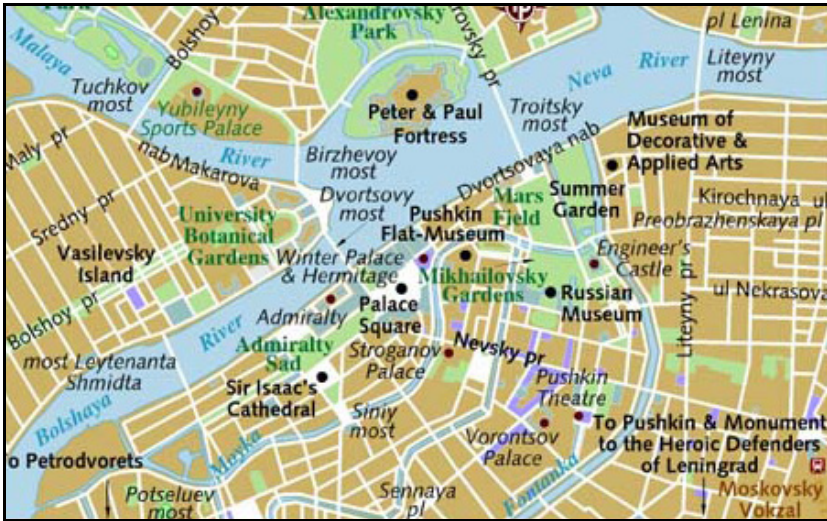 Park
Malaya
Bolshoy
Tuchkov
most
Yubileyny
Sports Palace
Alexandrovsky
Park
rovsky pr
Peter & Paul
Fortress
Neva River
Troitsky
most
pl Lenina
Liteyny
most
Museum of
Decorative &
Applied Arts
Maly pr
nab Makarova
River
Birzhevoy
most
Dvortsovy
most
Dvortsovaya nab
Mars
Field
Summer
Garden
Kirochnaya ul
Preobrazhenskaya pl
Sredny pr
University
Botanical
Gardens
Pushkin
Flat-Museum
Vasilevsky
Island
Winter Palace
& Hermitage
Mikhailovsky
Gardens
Engineer's
Castle
Liteyny pr
ul Nekrasova
Palace
Square
Russian
Museum
Bolshoy pr
River
Admiralty
Admiralty
Sad
Stroganov
Palace
Nevsky pr
most Leytenanta
Shmidta
Sir Isaac's
Cathedral
Pushkin
Theatre
Bolshaya
Siniy
most
Vorontsov
Palace
To Pushkin & Monument
to the Heroic Defenders
of Leningrad
o Petrodvorets
Moyka
Fontanka
Potseluev
most
Sennaya
pl
Moskovsky
Vokzal